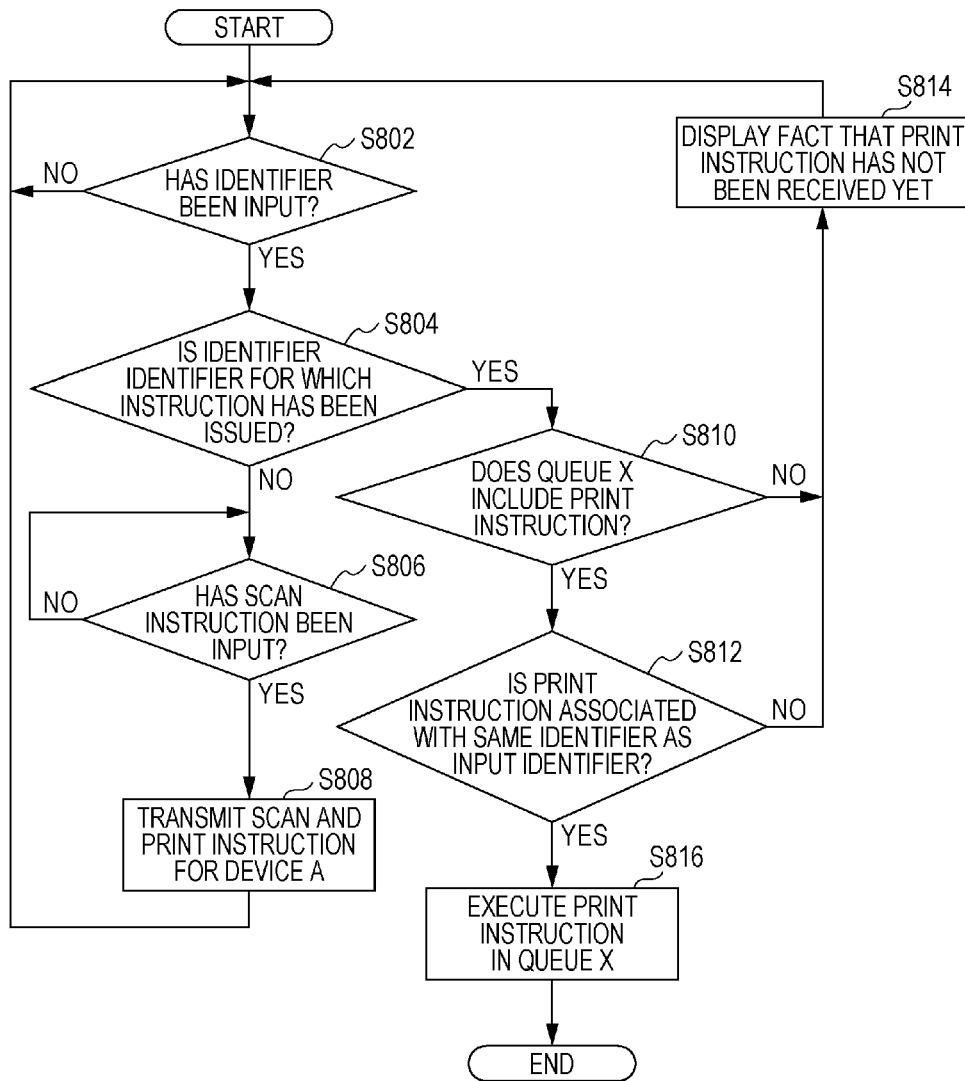 START
S802
HAS IDENTIFIER
BEEN INPUT?
NO
YES
S804
IS IDENTIFIER
IDENTIFIER FOR WHICH
INSTRUCTION HAS BEEN
ISSUED?
YES
NO
S806
HAS SCAN
INSTRUCTION BEEN
INPUT?
NO
YES
S808
TRANSMIT SCAN AND
PRINT INSTRUCTION
FOR DEVICE A
S810
DOES QUEUE X
INCLUDE PRINT
INSTRUCTION?
NO
YES
S812
IS PRINT
INSTRUCTION ASSOCIATED
WITH SAME IDENTIFIER AS
INPUT IDENTIFIER?
NO
YES
S814
DISPLAY FACT THAT PRINT
INSTRUCTION HAS NOT
BEEN RECEIVED YET
S816
EXECUTE PRINT
INSTRUCTION
IN QUEUE X
END